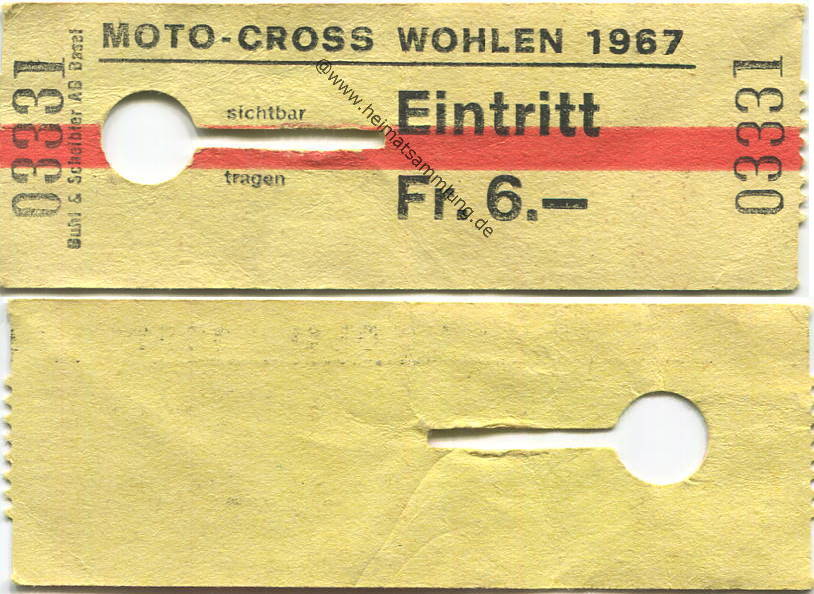 MOTO-CROSS WOHLEN 1967
03331
Buhl & Scheibler AG Basel
sichtbar
tragen
Eintritt
Fr. 6.–
03331
@www.heimatsammlung.de